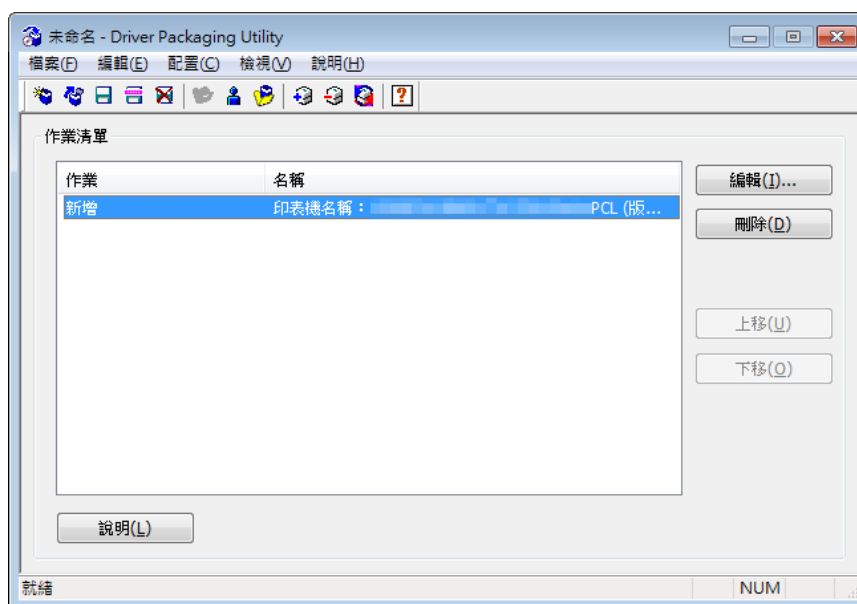 未命名 - Driver Packaging Utility
檔案(F) 編輯(E) 配置(C) 檢視(V) 說明(H)
作業清單
作業 名稱
新增 印表機名稱： PCL (版...
編輯(I)...
刪除(D)
上移(U)
下移(O)
說明(L)
就緒 NUM